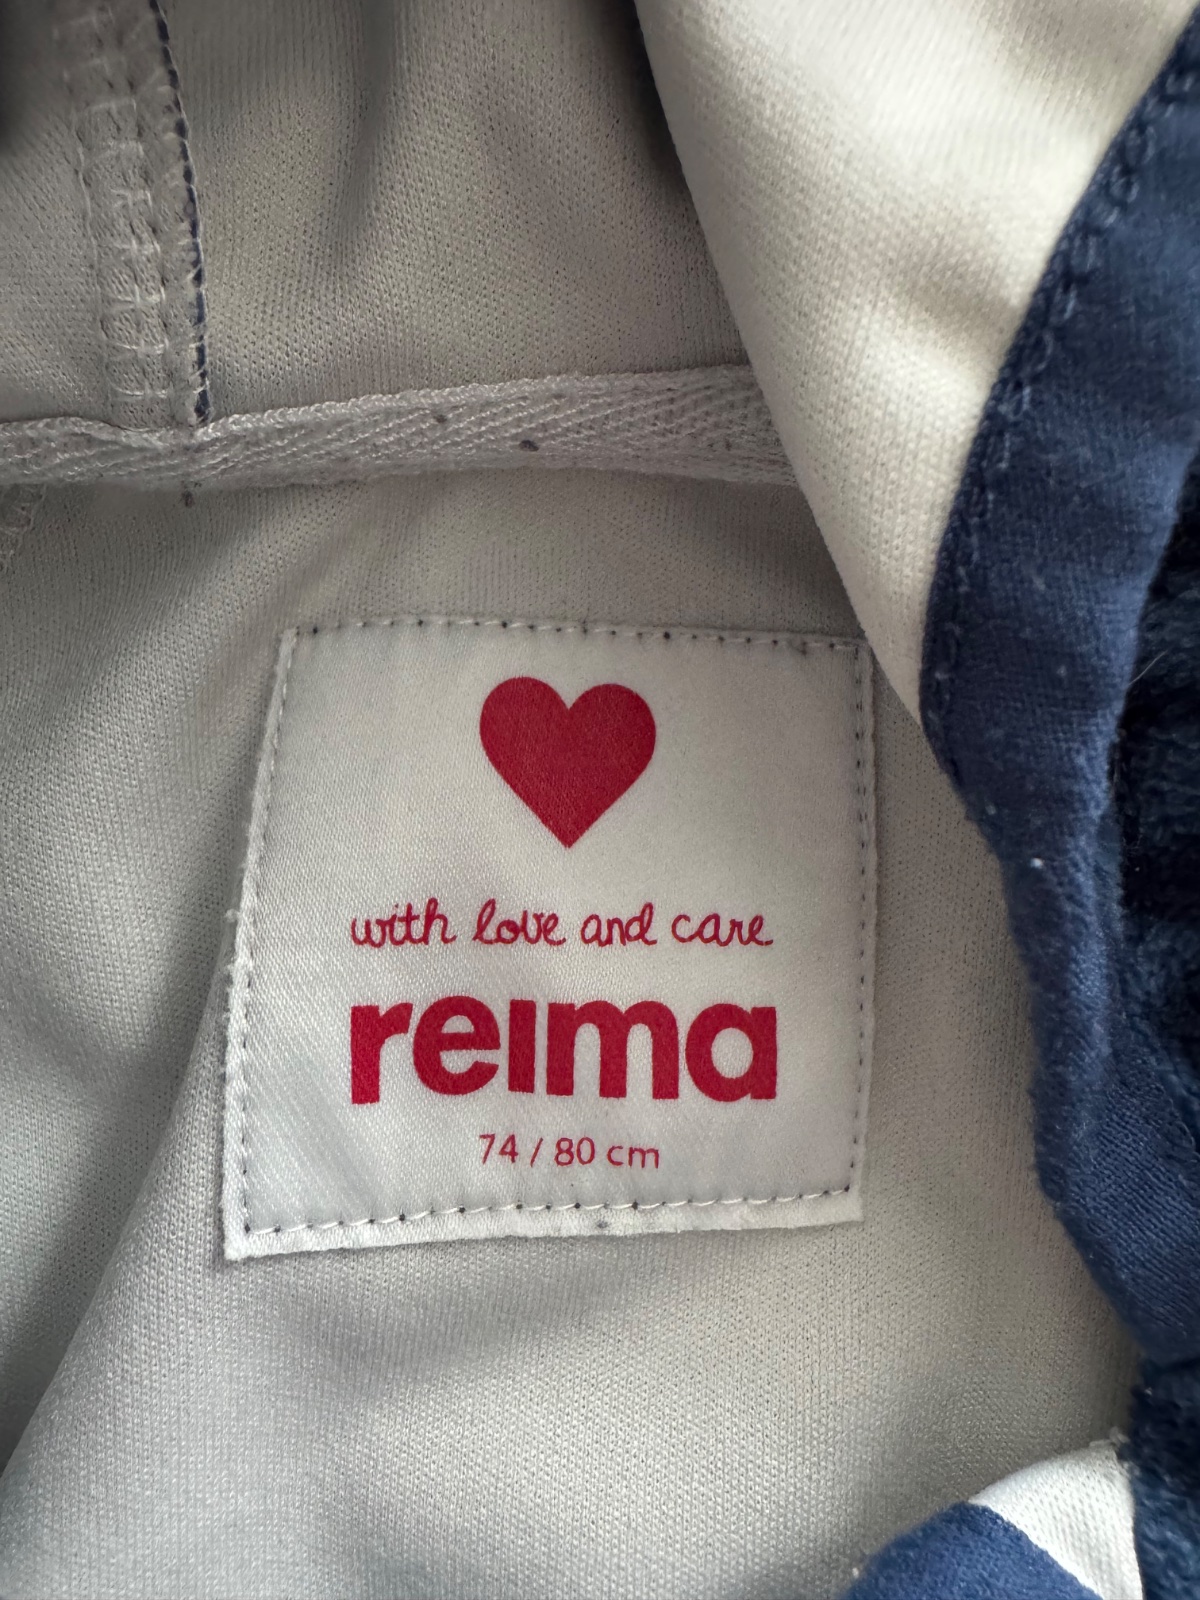 with love and care
reima
74 / 80 cm